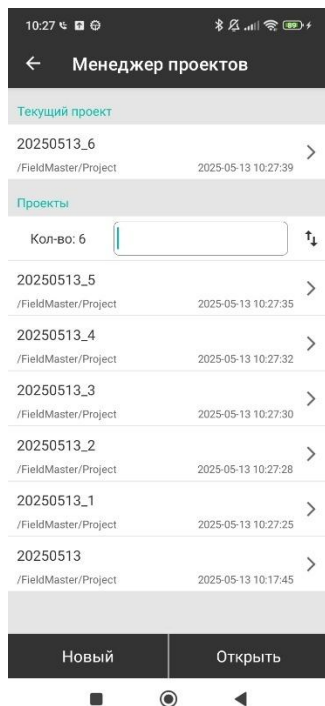 10:27
89
Менеджер проектов
Текущий проект
20250513_6
/FieldMaster/Project 2025-05-13 10:27:39
Проекты
Кол-во: 6
20250513_5
/FieldMaster/Project 2025-05-13 10:27:35
20250513_4
/FieldMaster/Project 2025-05-13 10:27:32
20250513_3
/FieldMaster/Project 2025-05-13 10:27:30
20250513_2
/FieldMaster/Project 2025-05-13 10:27:28
20250513_1
/FieldMaster/Project 2025-05-13 10:27:25
20250513
/FieldMaster/Project 2025-05-13 10:17:45
Новый Открыть